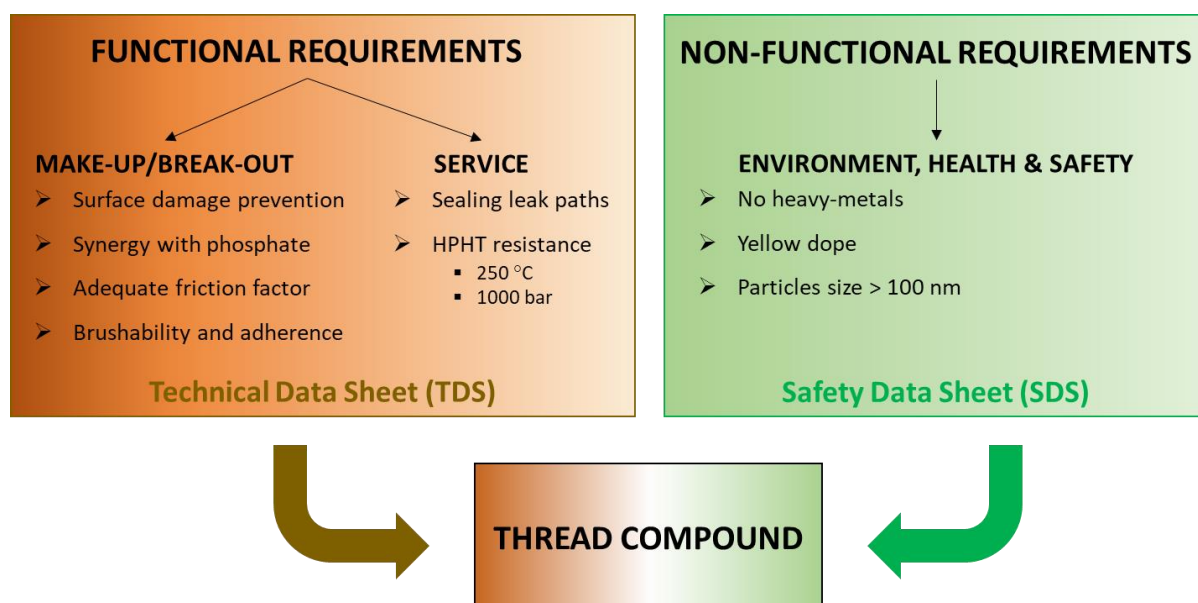 FUNCTIONAL REQUIREMENTS
MAKE-UP/BREAK-OUT
➢ Surface damage prevention
➢ Synergy with phosphate
➢ Adequate friction factor
➢ Brushability and adherence
SERVICE
➢ Sealing leak paths
➢ HPHT resistance
▪ 250 °C
▪ 1000 bar
Technical Data Sheet (TDS)
NON-FUNCTIONAL REQUIREMENTS
ENVIRONMENT, HEALTH & SAFETY
➢ No heavy-metals
➢ Yellow dope
➢ Particles size > 100 nm
Safety Data Sheet (SDS)
THREAD COMPOUND